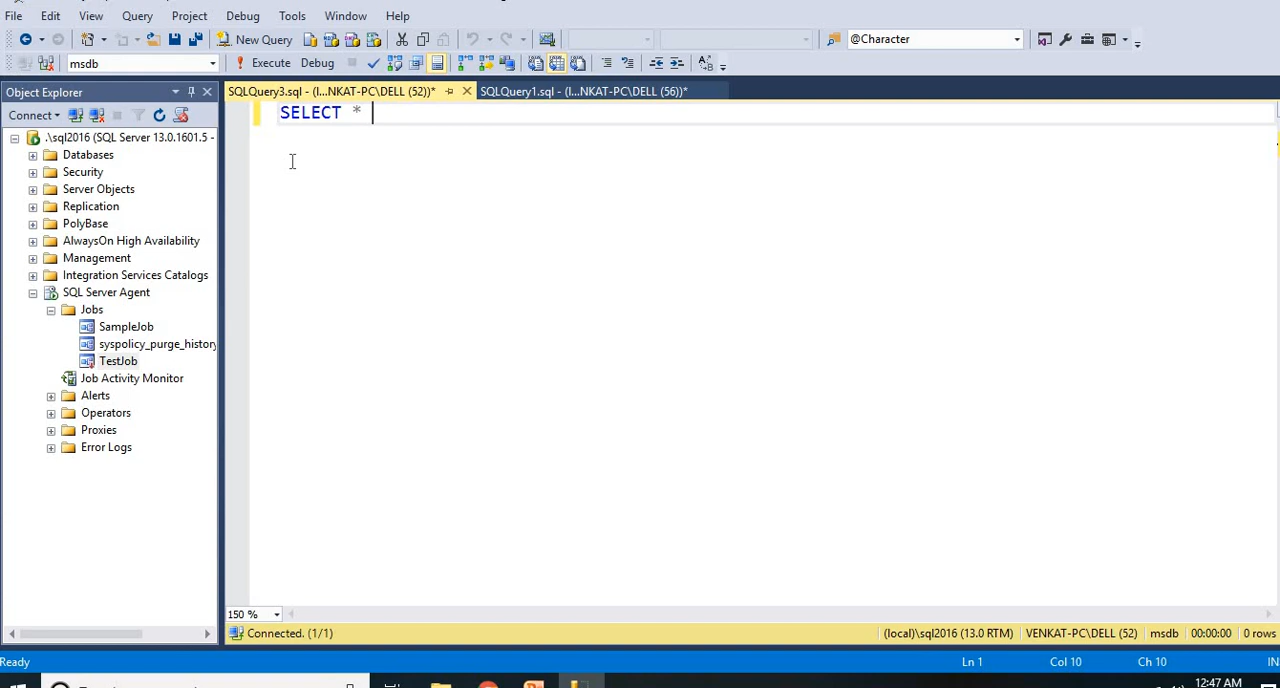 File Edit View Query Project Debug Tools Window Help
New Query @Character
msdb Execute Debug
Object Explorer
SQLQuery3.sql - (l...NKAT-PC\DELL (52))* SQLQuery1.sql - (l...NKAT-PC\DELL (56))*
Connect
SELECT *
.\sql2016 (SQL Server 13.0.1601.5 -
Databases
Security
Server Objects
Replication
PolyBase
AlwaysOn High Availability
Management
Integration Services Catalogs
SQL Server Agent
Jobs
SampleJob
syspolicy_purge_history
TestJob
Job Activity Monitor
Alerts
Operators
Proxies
Error Logs
150 %
Connected. (1/1) (local)\sql2016 (13.0 RTM) VENKAT-PC\DELL (52) msdb 00:00:00 0 rows
Ready Ln 1 Col 10 Ch 10 IN
12:47 AM